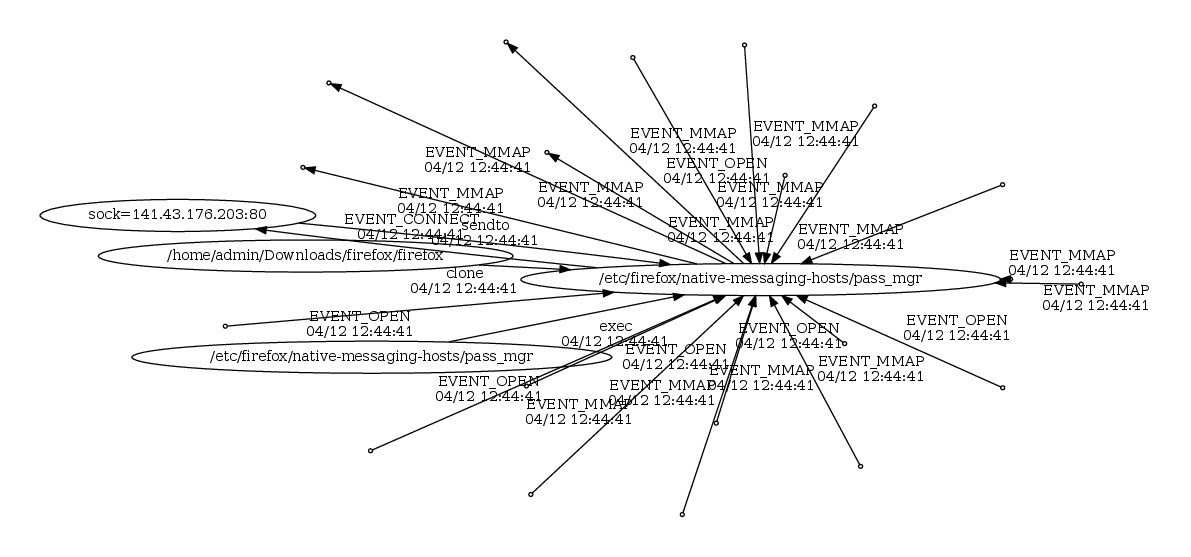 EVENT_MMAP
04/12 12:44:41
EVENT_MMAP
04/12 12:44:41
EVENT_MMAP
04/12 12:44:41
EVENT_OPEN
04/12 12:44:41
EVENT_MMAP
04/12 12:44:41
EVENT_MMAP
04/12 12:44:41
EVENT_MMAP
04/12 12:44:41
sock=141.43.176.203:80
EVENT_CONNECT
04/12 12:44:41
sendto
04/12 12:44:41
EVENT_MMAP
04/12 12:44:41
EVENT_MMAP
04/12 12:44:41
/home/admin/Downloads/firefox/firefox
EVENT_MMAP
04/12 12:44:41
clone
04/12 12:44:41
/etc/firefox/native-messaging-hosts/pass_mgr
EVENT_MMAP
04/12 12:44:41
EVENT_OPEN
04/12 12:44:41
exec
04/12 12:44:41
EVENT_OPEN
04/12 12:44:41
EVENT_OPEN
04/12 12:44:41
/etc/firefox/native-messaging-hosts/pass_mgr
EVENT_OPEN
04/12 12:44:41
EVENT_MMAP
04/12 12:44:41
EVENT_MMAP
04/12 12:44:41
EVENT_OPEN
04/12 12:44:41
EVENT_MMAP
04/12 12:44:41
EVENT_MMAP
04/12 12:44:41